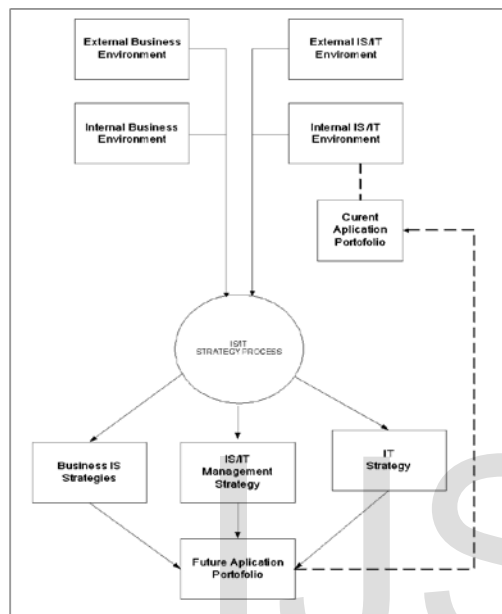 External Business
Environment
External IS/IT
Enviroment
Internal Business
Environment
Internal IS/IT
Environment
Curent
Aplication
Portofolio
IS/IT
STRATEGY PROCESS
Business IS
Strategies
IS/IT
Management
Strategy
IT
Strategy
Future Aplication
Portofolio
IJS